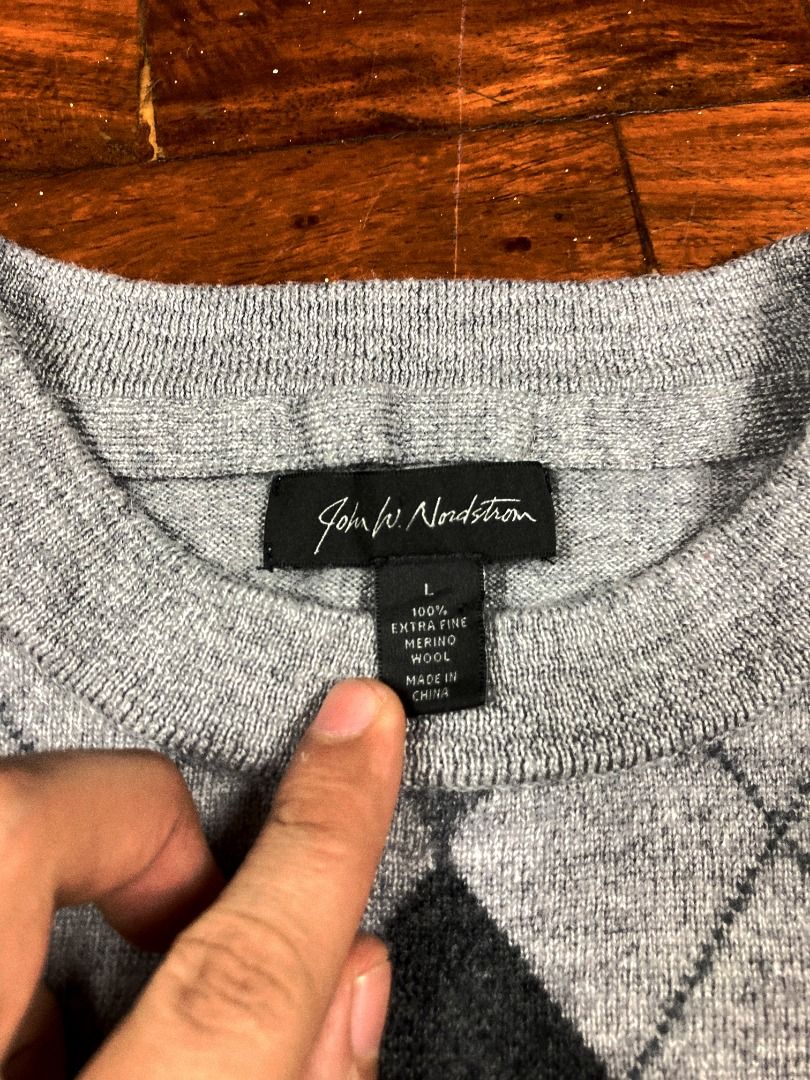 John W. Nordstrom
L
100%
EXTRA FINE
MERINO
WOOL
MADE IN
CHINA